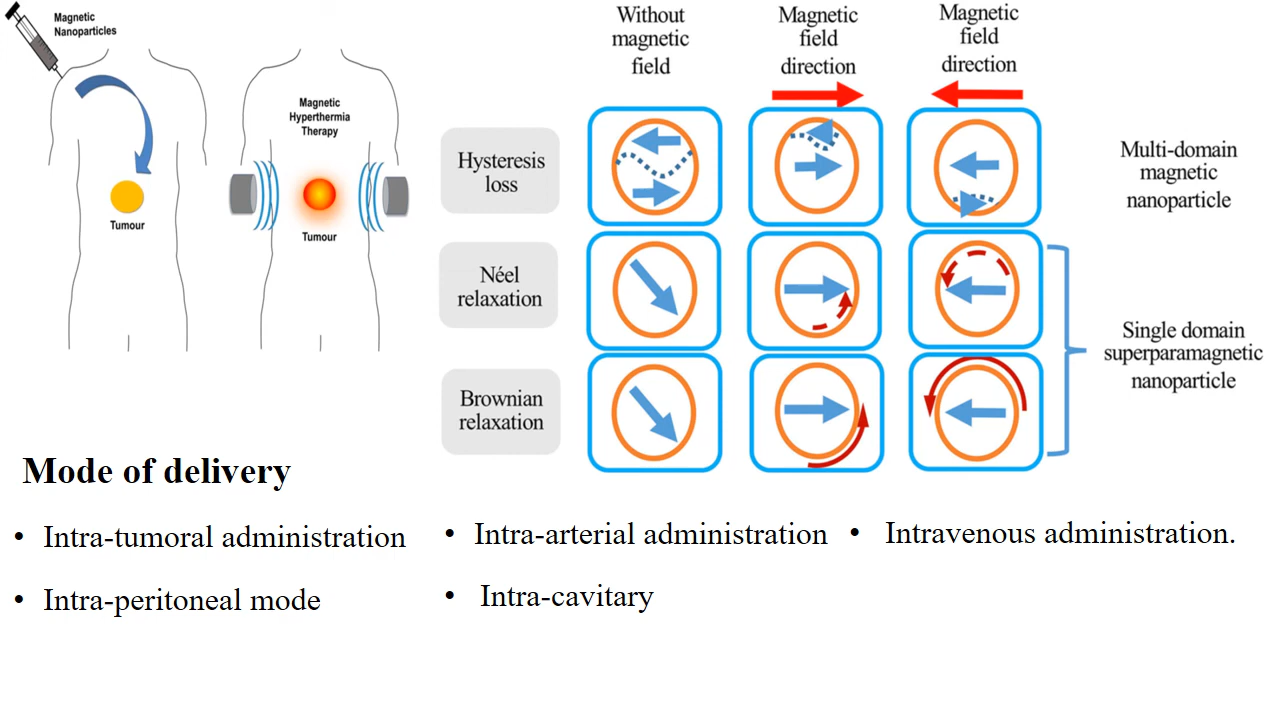 Magnetic
Nanoparticles
Tumour
Magnetic
Hyperthermia
Therapy
Tumour
Without
magnetic
field
Magnetic
field
direction
Magnetic
field
direction
Hysteresis
loss
Multi-domain
magnetic
nanoparticle
Néel
relaxation
Brownian
relaxation
Single domain
superparamagnetic
nanoparticle
Mode of delivery
• Intra-tumoral administration
• Intra-arterial administration
• Intravenous administration.
• Intra-peritoneal mode
• Intra-cavitary